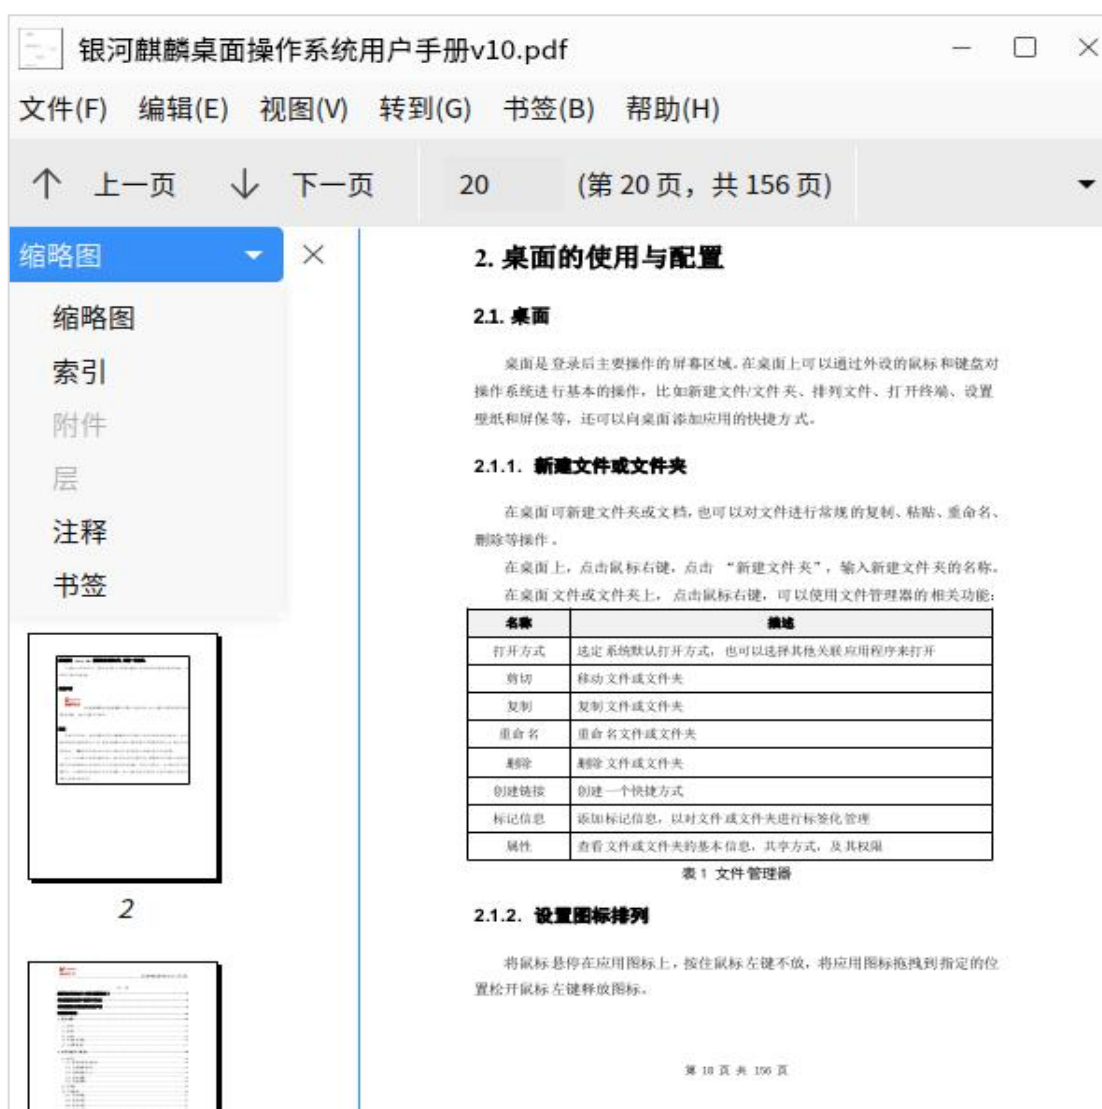 银河麒麟桌面操作系统用户手册v10.pdf
文件(F) 编辑(E) 视图(V) 转到(G) 书签(B) 帮助(H)
上一页 下一页 20 (第 20 页，共 156 页)
缩略图
缩略图
索引
附件
层
注释
书签
2
2. 桌面的使用与配置
2.1. 桌面
桌面是登录后主要操作的屏幕区域。在桌面上可以通过外设的鼠标和键盘对
操作系统进行基本的操作，比如新建文件/文件夹、排列文件、打开终端、设置
壁纸和屏保等，还可以向桌面添加应用的快捷方式。
2.1.1. 新建文件或文件夹
在桌面可新建文件夹或文档，也可以对文件进行常规的复制、粘贴、重命名、
删除等操作。
在桌面上，点击鼠标右键，点击 “新建文件夹”，输入新建文件夹的名称。
在桌面文件或文件夹上，点击鼠标右键，可以使用文件管理器的相关功能：
名称 描述
打开方式 选定系统默认打开方式，也可以选择其他关联应用程序来打开
剪切 移动文件或文件夹
复制 复制文件或文件夹
重命名 重命名文件或文件夹
删除 删除文件或文件夹
创建链接 创建一个快捷方式
标记信息 添加标记信息，以对文件或文件夹进行标签化管理
属性 查看文件或文件夹的基本信息，共享方式，及其权限
表 1 文件管理器
2.1.2. 设置图标排列
将鼠标悬停在应用图标上，按住鼠标左键不放，将应用图标拖拽到指定的位
置松开鼠标左键释放图标。
第 18 页 共 156 页